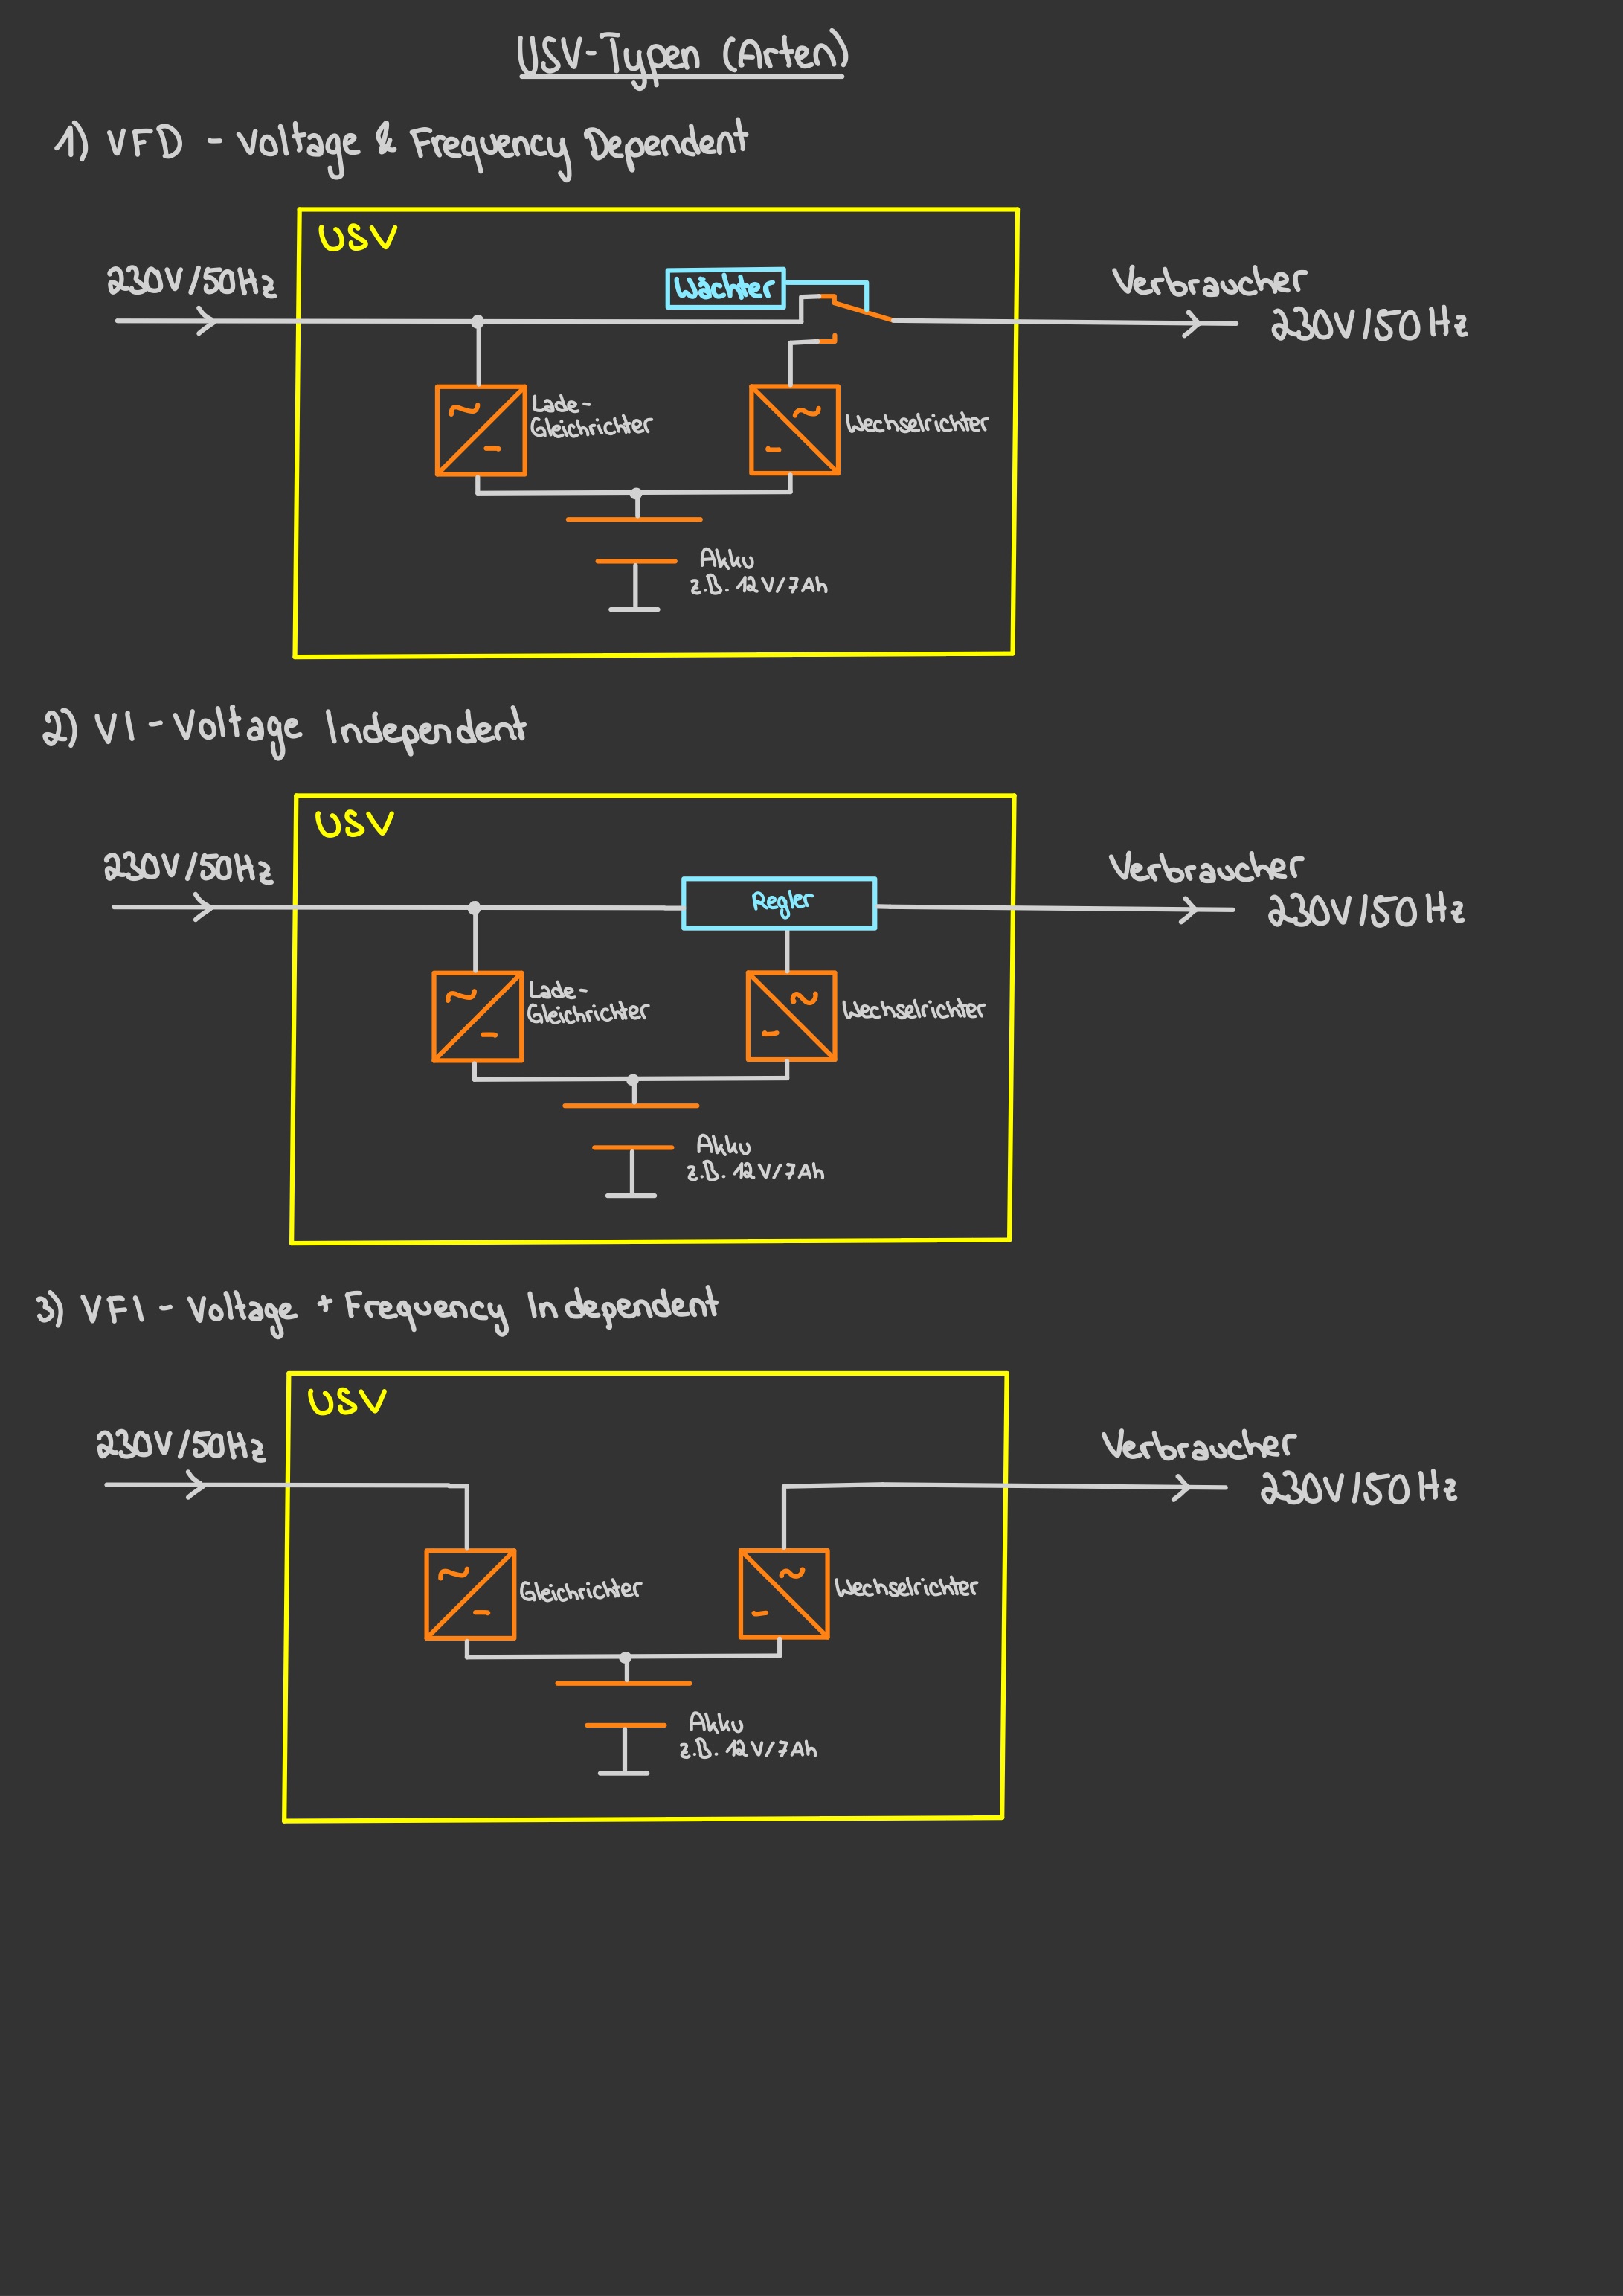 USV-Typen (Arten)
1) VFD - Voltage & Frequency Dependent
USV
230V/50Hz
Wächter
Verbraucher
230V/50Hz
Lade-
Gleichrichter
Wechselrichter
Akku
z.B. 12V/7Ah
2) VI - Voltage Independent
USV
230V/50Hz
Regler
Verbraucher
230V/50Hz
Lade-
Gleichrichter
Wechselrichter
Akku
z.B. 12V/7Ah
3) VFI - Voltage + Frequency Independent
USV
230V/50Hz
Verbraucher
230V/50Hz
Gleichrichter
Wechselrichter
Akku
z.B. 12V/7Ah